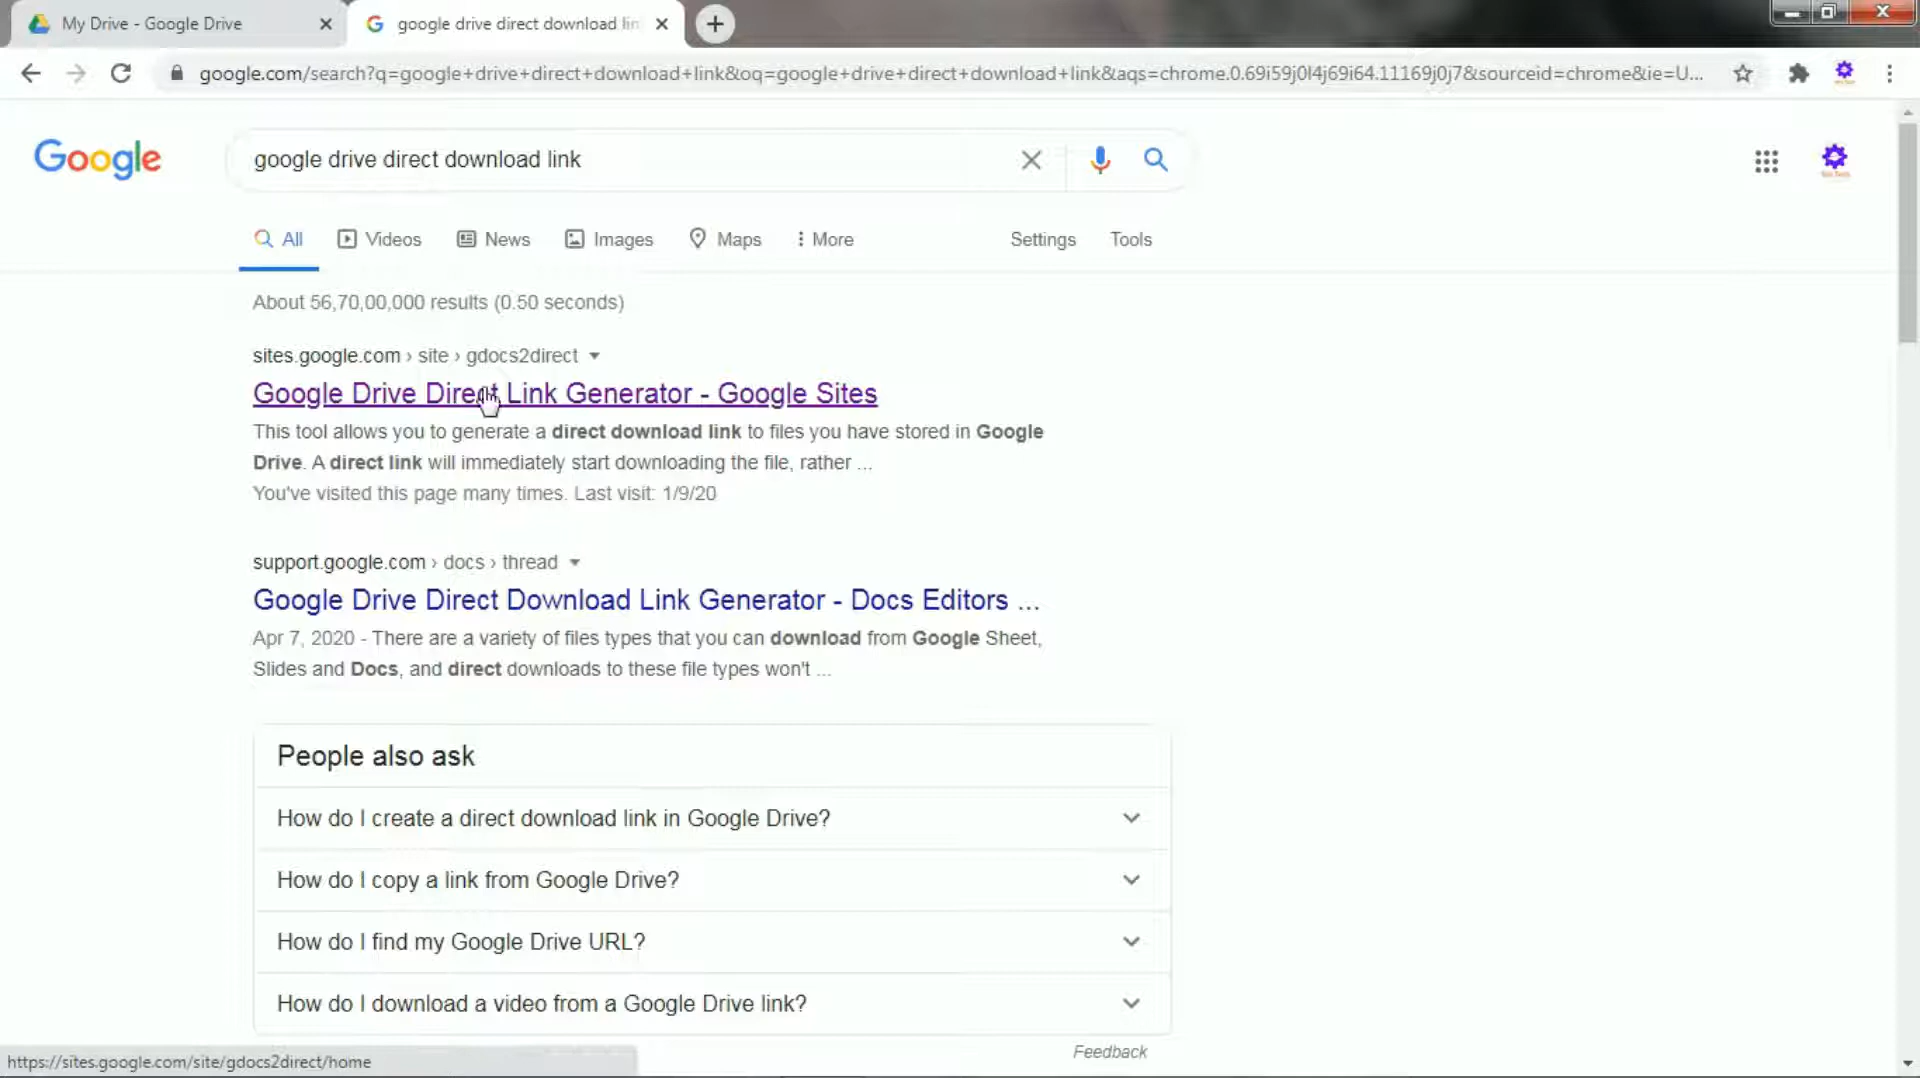 My Drive - Google Drive
google drive direct download lin
google.com/search?q=google+drive+direct+download+link&oq=google+drive+direct+download+link&aqs=chrome.0.69i59j0l4j69i64.11169j0j7&sourceid=chrome&ie=U...
Google
google drive direct download link
All Videos News Images Maps More Settings Tools
About 56,70,00,000 results (0.50 seconds)
sites.google.com › site › gdocs2direct
Google Drive Direct Link Generator - Google Sites
This tool allows you to generate a direct download link to files you have stored in Google
Drive. A direct link will immediately start downloading the file, rather ...
You've visited this page many times. Last visit: 1/9/20
support.google.com › docs › thread
Google Drive Direct Download Link Generator - Docs Editors ...
Apr 7, 2020 - There are a variety of files types that you can download from Google Sheet,
Slides and Docs, and direct downloads to these file types won't ...
People also ask
How do I create a direct download link in Google Drive?
How do I copy a link from Google Drive?
How do I find my Google Drive URL?
How do I download a video from a Google Drive link?
Feedback
https://sites.google.com/site/gdocs2direct/home